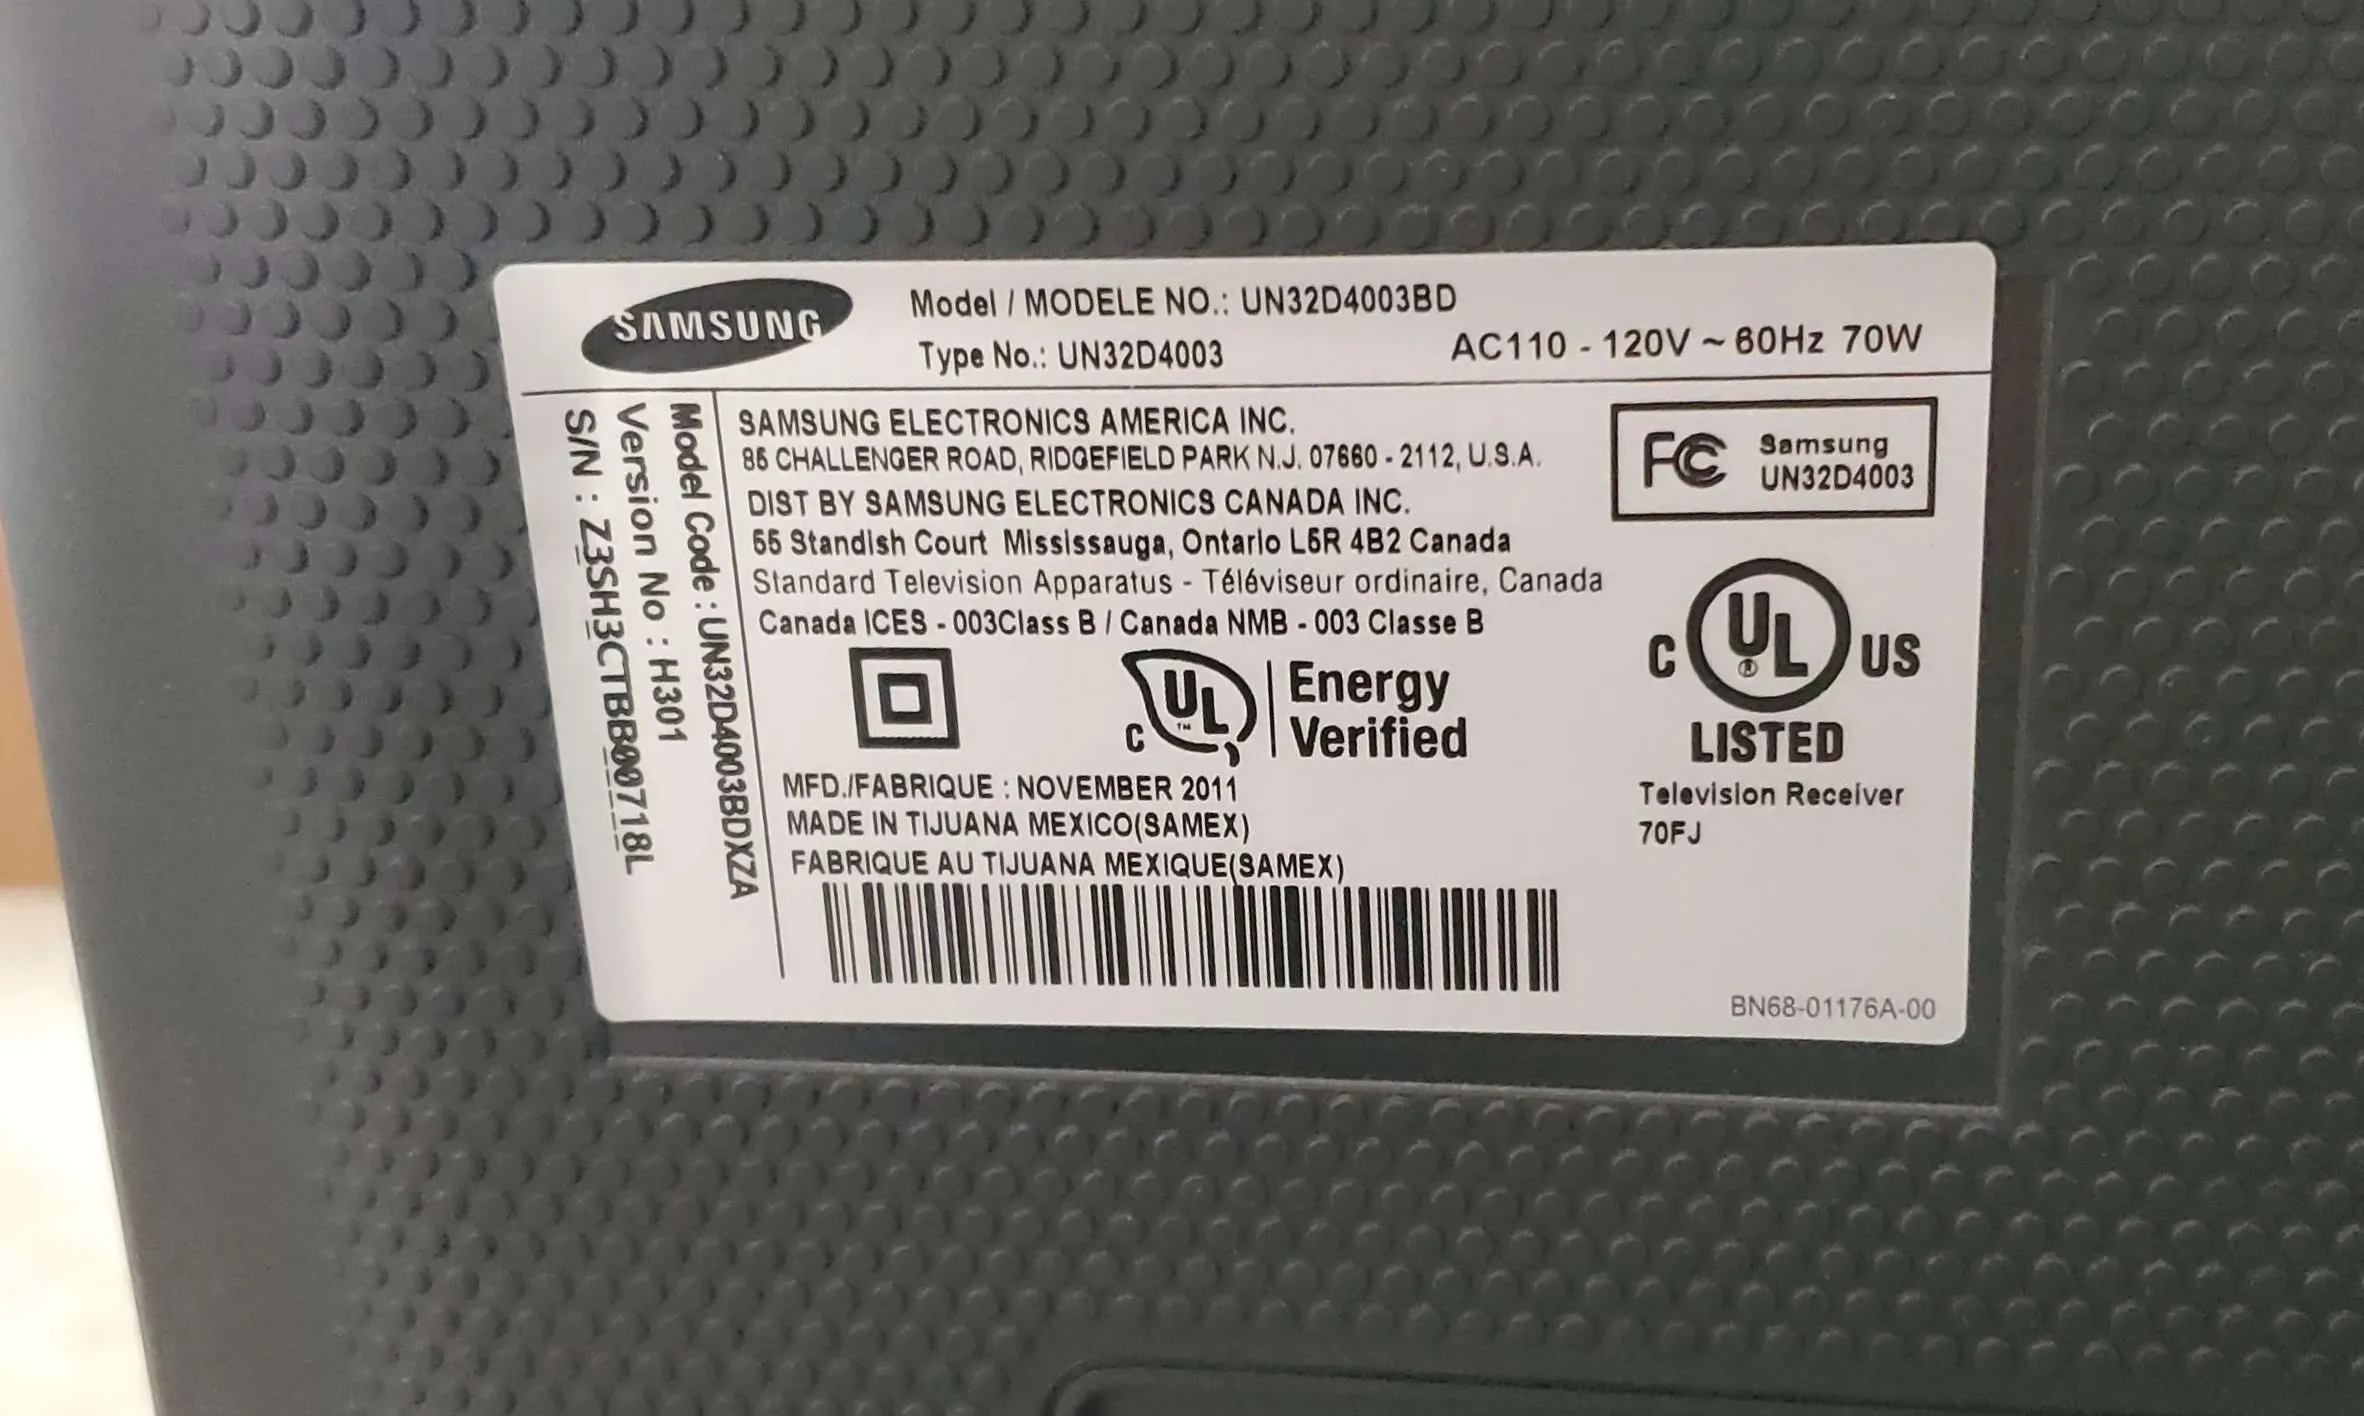 SAMSUNG
Model / MODELE NO.: UN32D4003BD
Type No.: UN32D4003
AC110 - 120V ~ 60Hz 70W
Model Code : UN32D4003BDXZA
Version No : H301
S/N : Z3SH3CTBB00718L
SAMSUNG ELECTRONICS AMERICA INC.
85 CHALLENGER ROAD, RIDGEFIELD PARK N.J. 07660 - 2112, U.S.A.
DIST BY SAMSUNG ELECTRONICS CANADA INC.
55 Standish Court Mississauga, Ontario L5R 4B2 Canada
Standard Television Apparatus - Téléviseur ordinaire, Canada
Canada ICES - 003Class B / Canada NMB - 003 Classe B
FC
Samsung
UN32D4003
C UL ™
Energy
Verified
C UL ® US
LISTED
Television Receiver
70FJ
MFD./FABRIQUE : NOVEMBER 2011
MADE IN TIJUANA MEXICO(SAMEX)
FABRIQUE AU TIJUANA MEXIQUE(SAMEX)
BN68-01176A-00